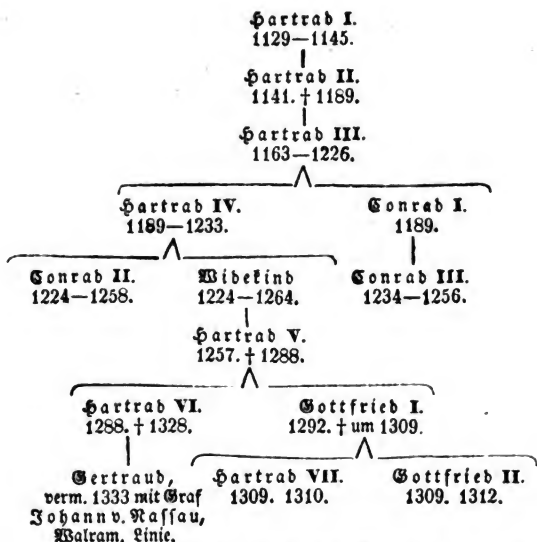 Hartrad I.
1129—1145.
Hartrad II.
1141. † 1189.
Hartrad III.
1163—1226.
Hartrad IV. Conrad I.
1189—1233. 1189.
Conrad II. Widekind Conrad III.
1224—1258. 1224—1264. 1234—1256.
Hartrad V.
1257. † 1288.
Hartrad VI. Gottfried I.
1288. † 1328. 1292. † um 1309.
Gertraud, Hartrad VII. Gottfried II.
verm. 1333 mit Graf 1309. 1310. 1309. 1312.
Johann v. Nassau,
Walram. Linie.